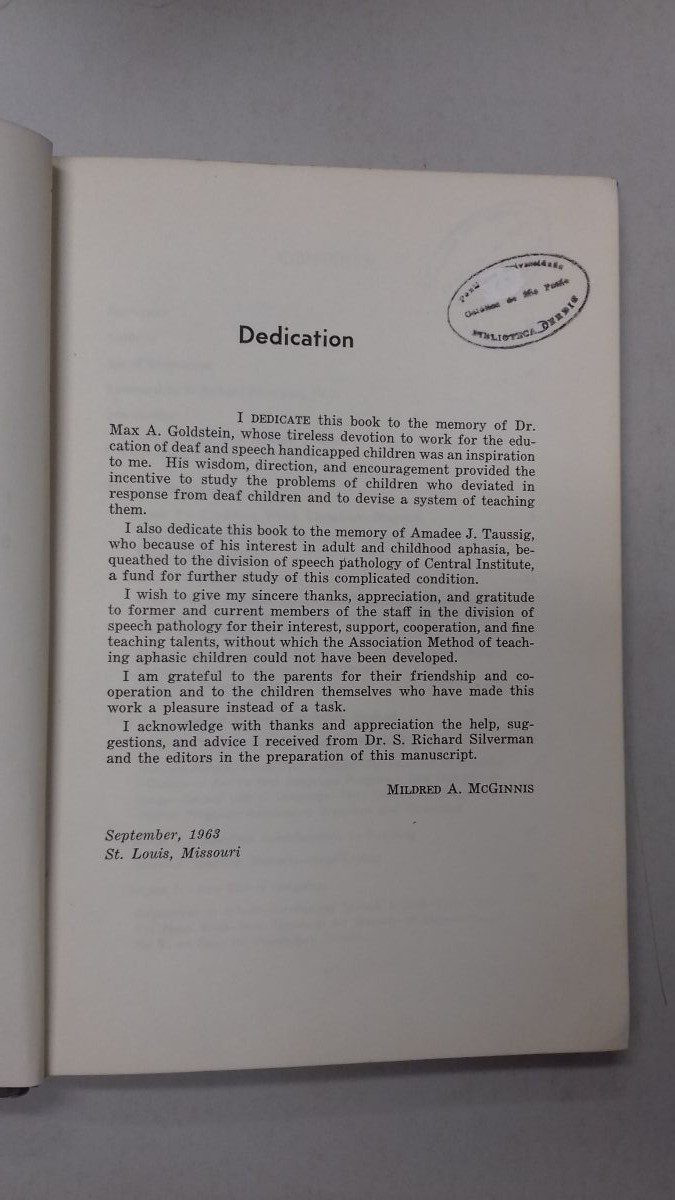 Universidade
Católica de São Paulo
BIBLIOTECA DERDIC
Dedication
I DEDICATE this book to the memory of Dr.
Max A. Goldstein, whose tireless devotion to work for the edu-
cation of deaf and speech handicapped children was an inspiration
to me. His wisdom, direction, and encouragement provided the
incentive to study the problems of children who deviated in
response from deaf children and to devise a system of teaching
them.
I also dedicate this book to the memory of Amadee J. Taussig,
who because of his interest in adult and childhood aphasia, be-
queathed to the division of speech pathology of Central Institute,
a fund for further study of this complicated condition.
I wish to give my sincere thanks, appreciation, and gratitude
to former and current members of the staff in the division of
speech pathology for their interest, support, cooperation, and fine
teaching talents, without which the Association Method of teach-
ing aphasic children could not have been developed.
I am grateful to the parents for their friendship and co-
operation and to the children themselves who have made this
work a pleasure instead of a task.
I acknowledge with thanks and appreciation the help, sug-
gestions, and advice I received from Dr. S. Richard Silverman
and the editors in the preparation of this manuscript.
MILDRED A. MCGINNIS
September, 1963
St. Louis, Missouri